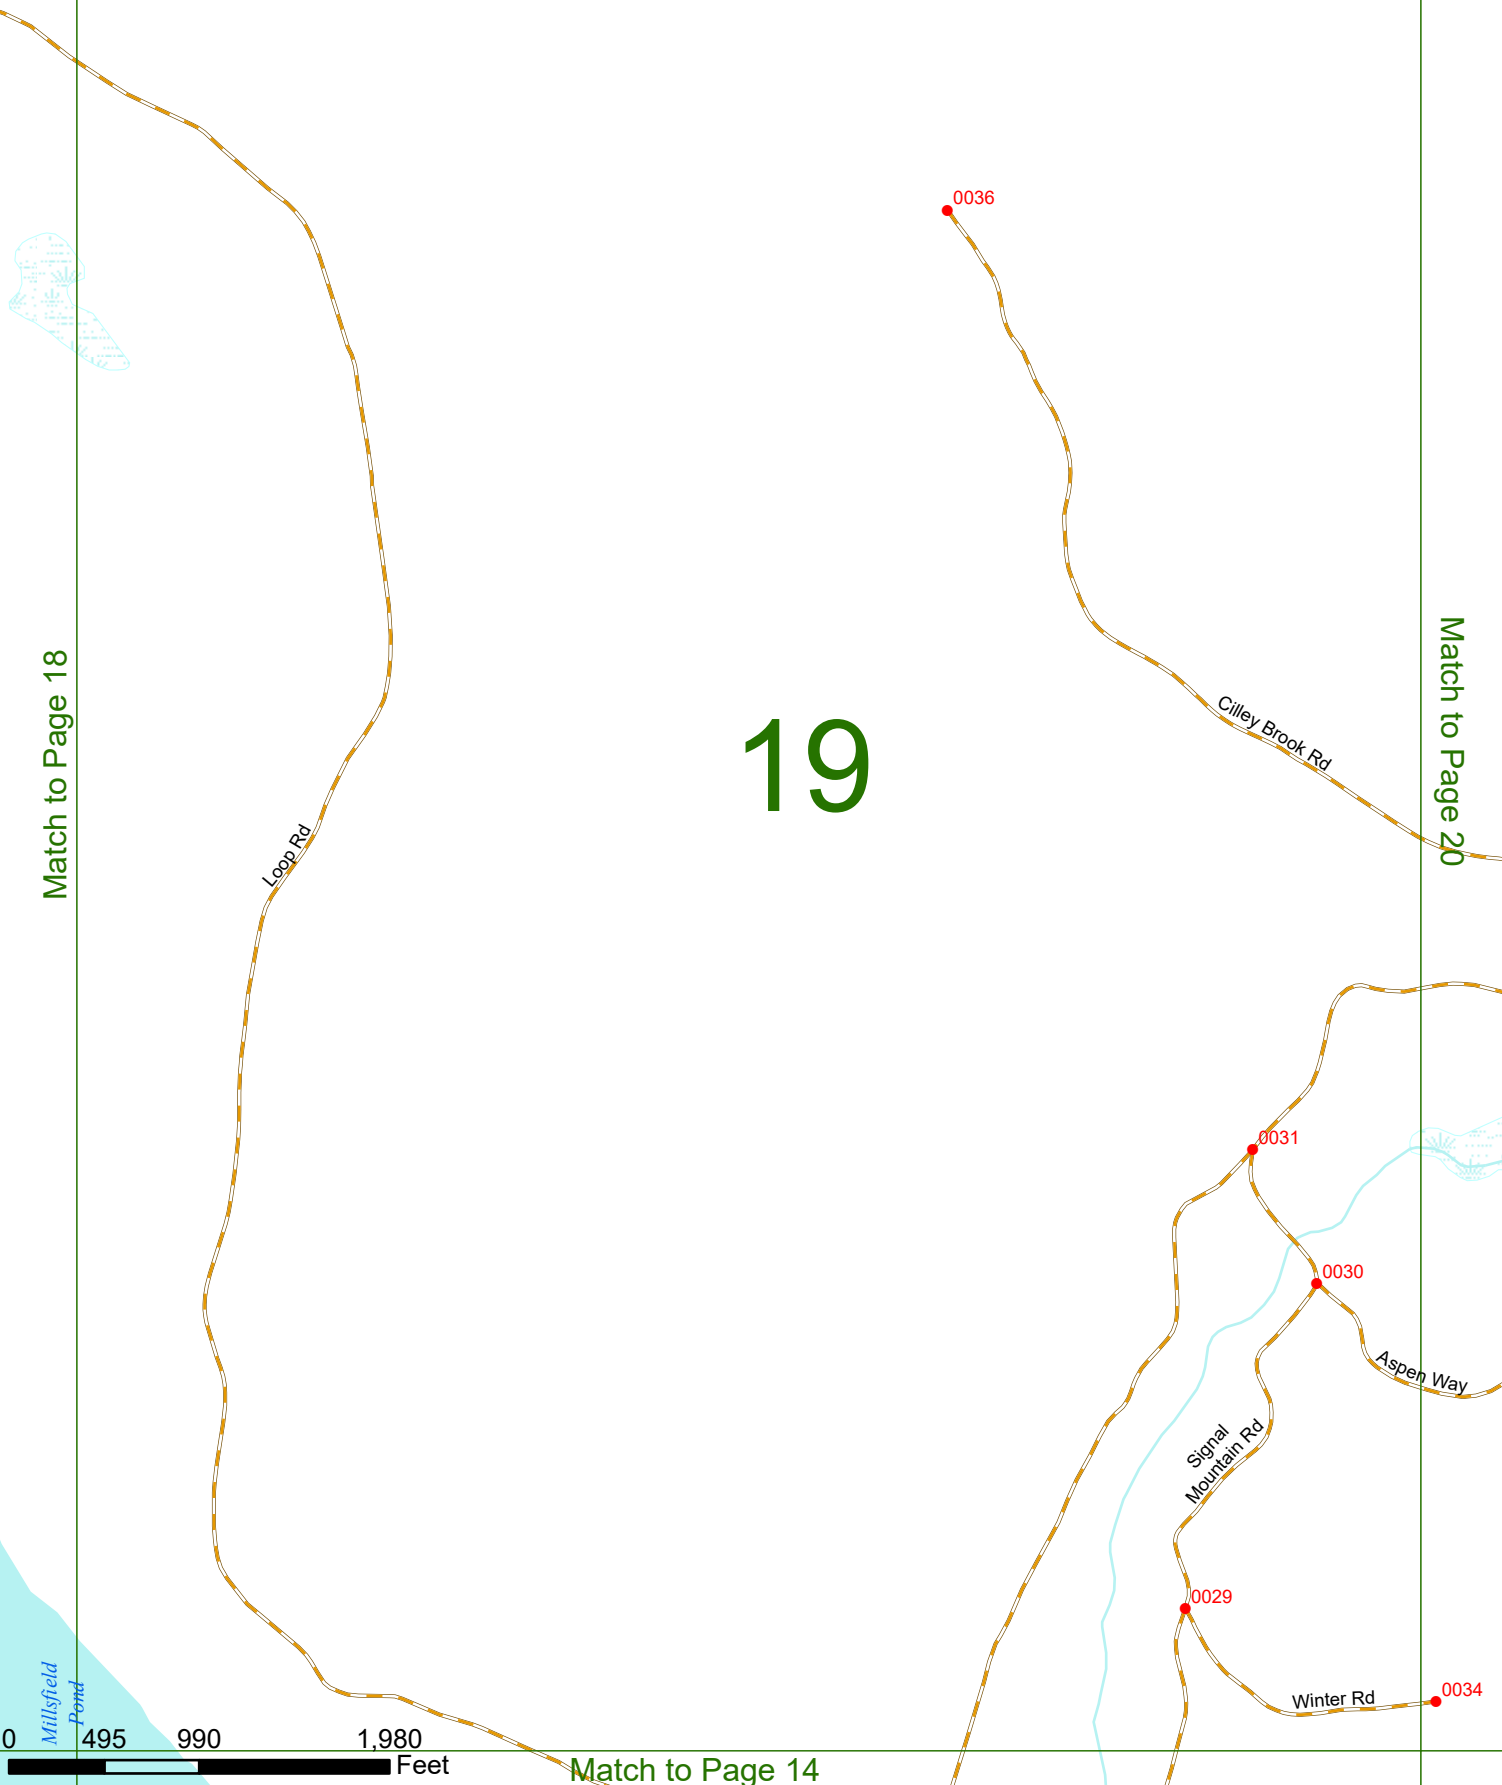 0036
Match to Page 18
19
Match to Page 20
Cilley Brook Rd
Loop Rd
0031
0030
Aspen Way
Signal
Mountain Rd
0029
Winter Rd
0034
Millsfield
Pond
0 495 990 1,980
Feet
Match to Page 14